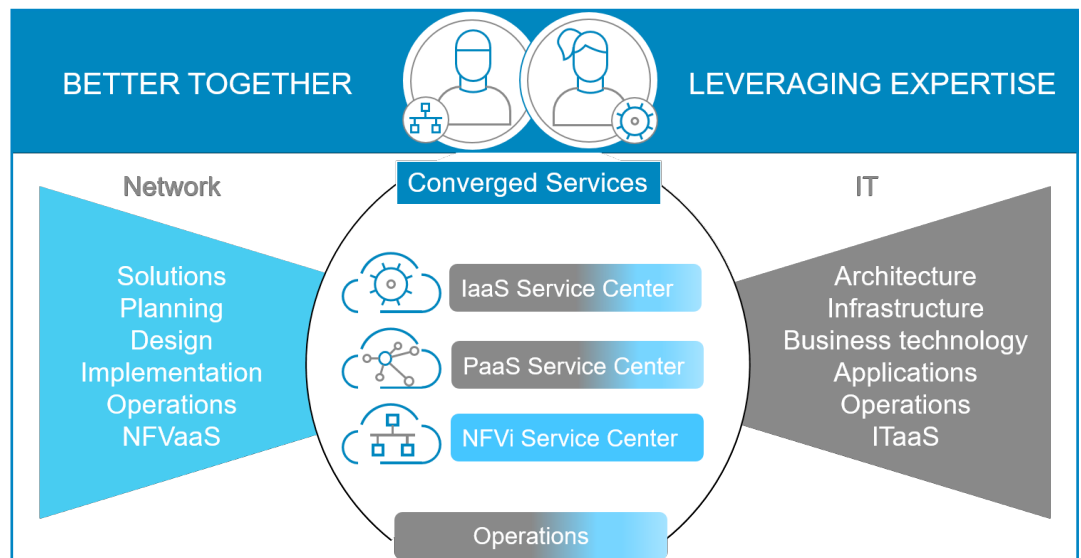 BETTER TOGETHER
LEVERAGING EXPERTISE
Converged Services
Network
IT
Solutions
Planning
Design
Implementation
Operations
NFVaaS
IaaS Service Center
PaaS Service Center
NFVi Service Center
Operations
Architecture
Infrastructure
Business technology
Applications
Operations
ITaaS